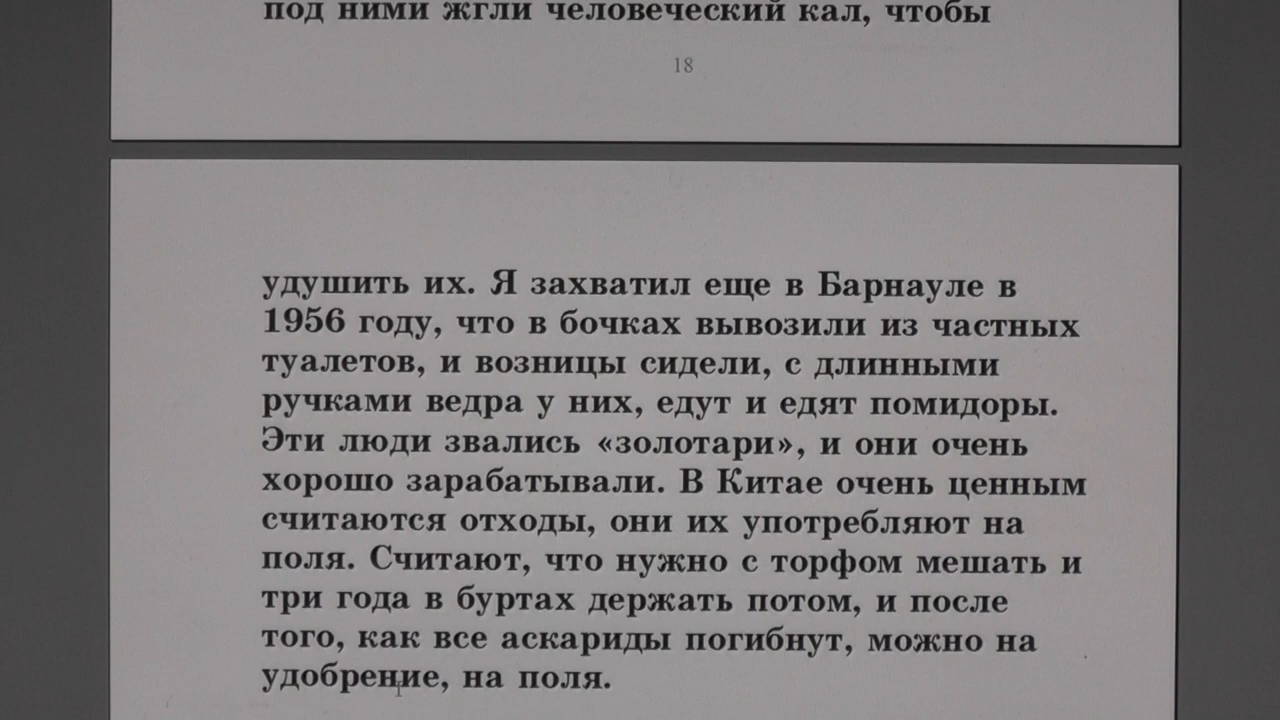 под ними жгли человеческий кал, чтобы
18
удушить их. Я захватил еще в Барнауле в
1956 году, что в бочках вывозили из частных
туалетов, и возницы сидели, с длинными
ручками ведра у них, едут и едят помидоры.
Эти люди звались «золотари», и они очень
хорошо зарабатывали. В Китае очень ценным
считаются отходы, они их употребляют на
поля. Считают, что нужно с торфом мешать и
три года в буртах держать потом, и после
того, как все аскариды погибнут, можно на
удобрение, на поля.